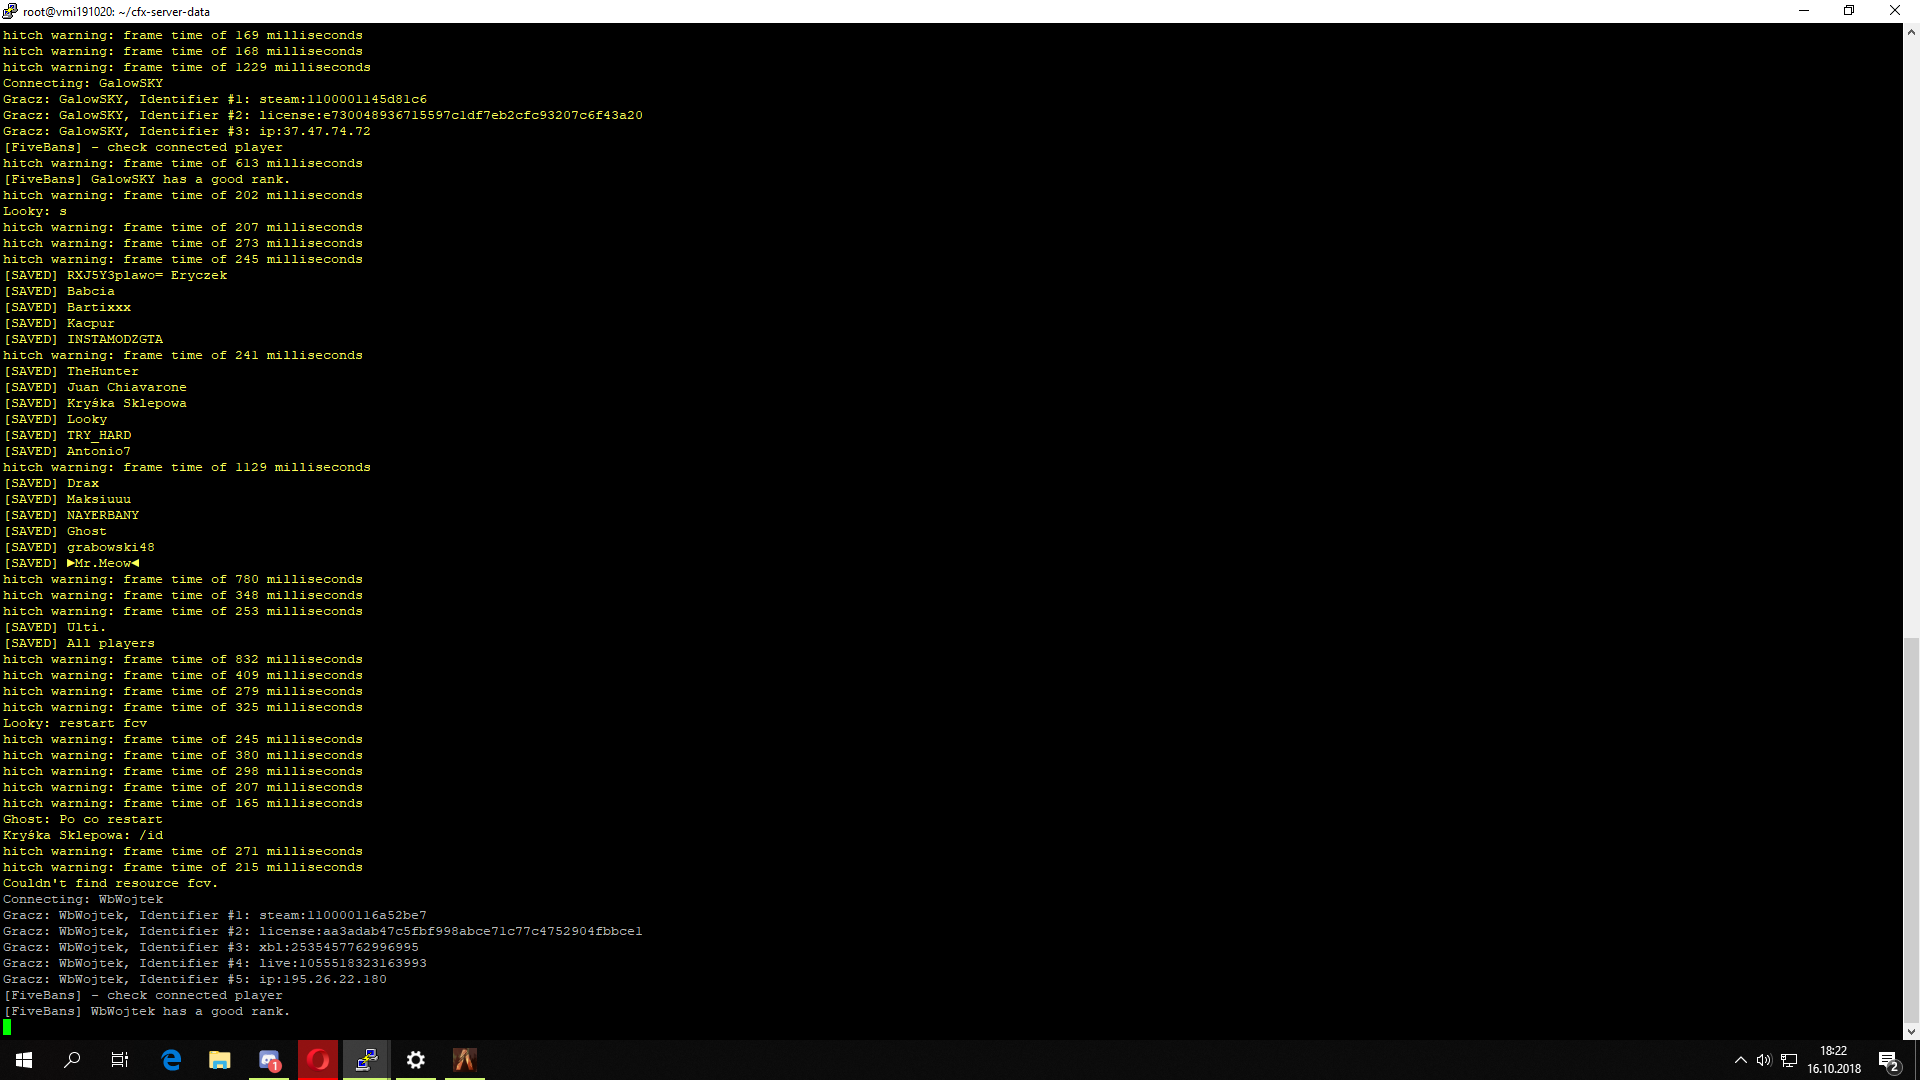 root@vmi191020: ~/cfx-server-data
hitch warning: frame time of 169 milliseconds
hitch warning: frame time of 168 milliseconds
hitch warning: frame time of 1229 milliseconds
Connecting: GalowSKY
Gracz: GalowSKY, Identifier #1: steam:1100001145d81c6
Gracz: GalowSKY, Identifier #2: license:e730048936715597c1df7eb2cfc93207c6f43a20
Gracz: GalowSKY, Identifier #3: ip:37.47.74.72
[FiveBans] - check connected player
hitch warning: frame time of 613 milliseconds
[FiveBans] GalowSKY has a good rank.
hitch warning: frame time of 202 milliseconds
Looky: s
hitch warning: frame time of 207 milliseconds
hitch warning: frame time of 273 milliseconds
hitch warning: frame time of 245 milliseconds
[SAVED] RXJ5Y3plawo= Eryczek
[SAVED] Babcia
[SAVED] Bartixxx
[SAVED] Kacpur
[SAVED] INSTAMODZGTA
hitch warning: frame time of 241 milliseconds
[SAVED] TheHunter
[SAVED] Juan Chiavarone
[SAVED] Kryśka Sklepowa
[SAVED] Looky
[SAVED] TRY_HARD
[SAVED] Antonio7
hitch warning: frame time of 1129 milliseconds
[SAVED] Drax
[SAVED] Maksiuuu
[SAVED] NAYERBANY
[SAVED] Ghost
[SAVED] grabowski48
[SAVED] ►Mr.Meow◄
hitch warning: frame time of 780 milliseconds
hitch warning: frame time of 348 milliseconds
hitch warning: frame time of 253 milliseconds
[SAVED] Ulti.
[SAVED] All players
hitch warning: frame time of 832 milliseconds
hitch warning: frame time of 409 milliseconds
hitch warning: frame time of 279 milliseconds
hitch warning: frame time of 325 milliseconds
Looky: restart fcv
hitch warning: frame time of 245 milliseconds
hitch warning: frame time of 380 milliseconds
hitch warning: frame time of 298 milliseconds
hitch warning: frame time of 207 milliseconds
hitch warning: frame time of 165 milliseconds
Ghost: Po co restart
Kryśka Sklepowa: /id
hitch warning: frame time of 271 milliseconds
hitch warning: frame time of 215 milliseconds
Couldn't find resource fcv.
Connecting: WbWojtek
Gracz: WbWojtek, Identifier #1: steam:110000116a52be7
Gracz: WbWojtek, Identifier #2: license:aa3adab47c5fbf998abce71c77c4752904fbbce1
Gracz: WbWojtek, Identifier #3: xbl:2535457762996995
Gracz: WbWojtek, Identifier #4: live:1055518323163993
Gracz: WbWojtek, Identifier #5: ip:195.26.22.180
[FiveBans] - check connected player
[FiveBans] WbWojtek has a good rank.
1
18:22
16.10.2018
2